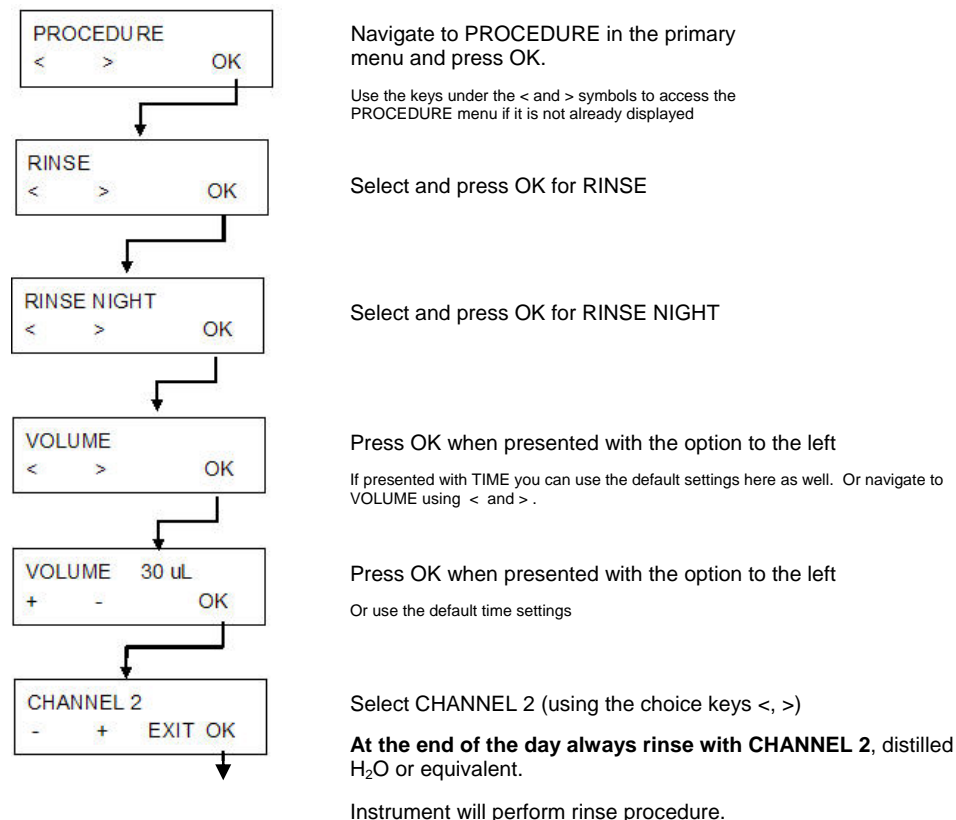 PROCEDURE
< > OK
Navigate to PROCEDURE in the primary
menu and press OK.
Use the keys under the < and > symbols to access the
PROCEDURE menu if it is not already displayed
RINSE
< > OK
Select and press OK for RINSE
RINSE NIGHT
< > OK
Select and press OK for RINSE NIGHT
VOLUME
< > OK
Press OK when presented with the option to the left
If presented with TIME you can use the default settings here as well. Or navigate to
VOLUME using < and > .
VOLUME 30 uL
+ - OK
Press OK when presented with the option to the left
Or use the default time settings
CHANNEL 2
- + EXIT OK
Select CHANNEL 2 (using the choice keys <, >)
At the end of the day always rinse with CHANNEL 2, distilled
H₂O or equivalent.
Instrument will perform rinse procedure.